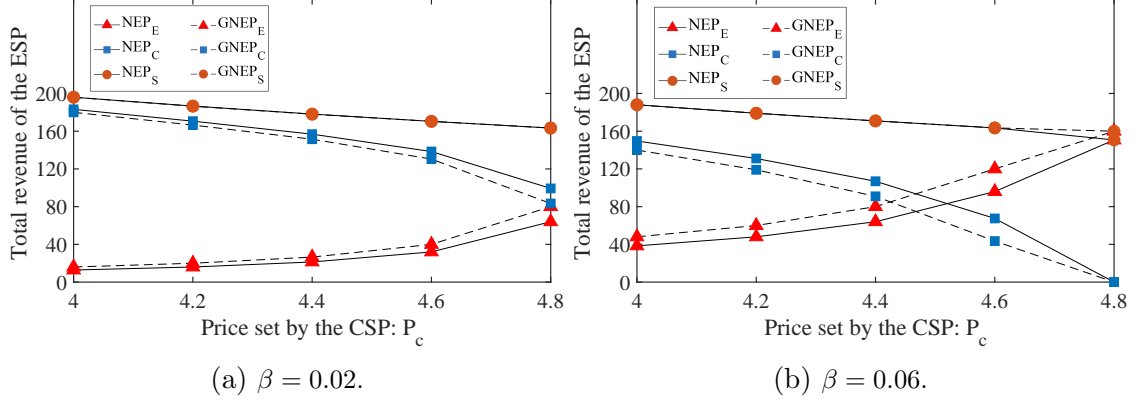 Total revenue of the ESP
NEP_E GNEP_E
NEP_C GNEP_C
NEP_S GNEP_S
200
160
120
80
40
0
4 4.2 4.4 4.6 4.8
Price set by the CSP: P_c
(a) β = 0.02.
Total revenue of the ESP
NEP_E GNEP_E
NEP_C GNEP_C
NEP_S GNEP_S
200
160
120
80
40
0
4 4.2 4.4 4.6 4.8
Price set by the CSP: P_c
(b) β = 0.06.